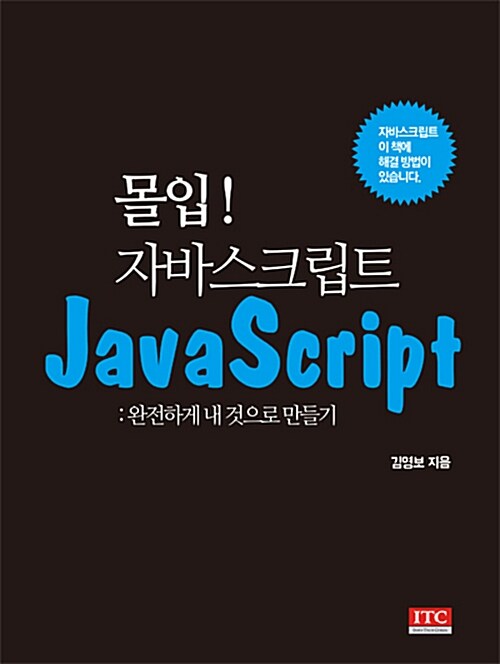 자바스크립트
이 책에
해결 방법이
있습니다.
몰입!
자바스크립트
JavaScript
: 완전하게 내 것으로 만들기
김영보 지음
ITC